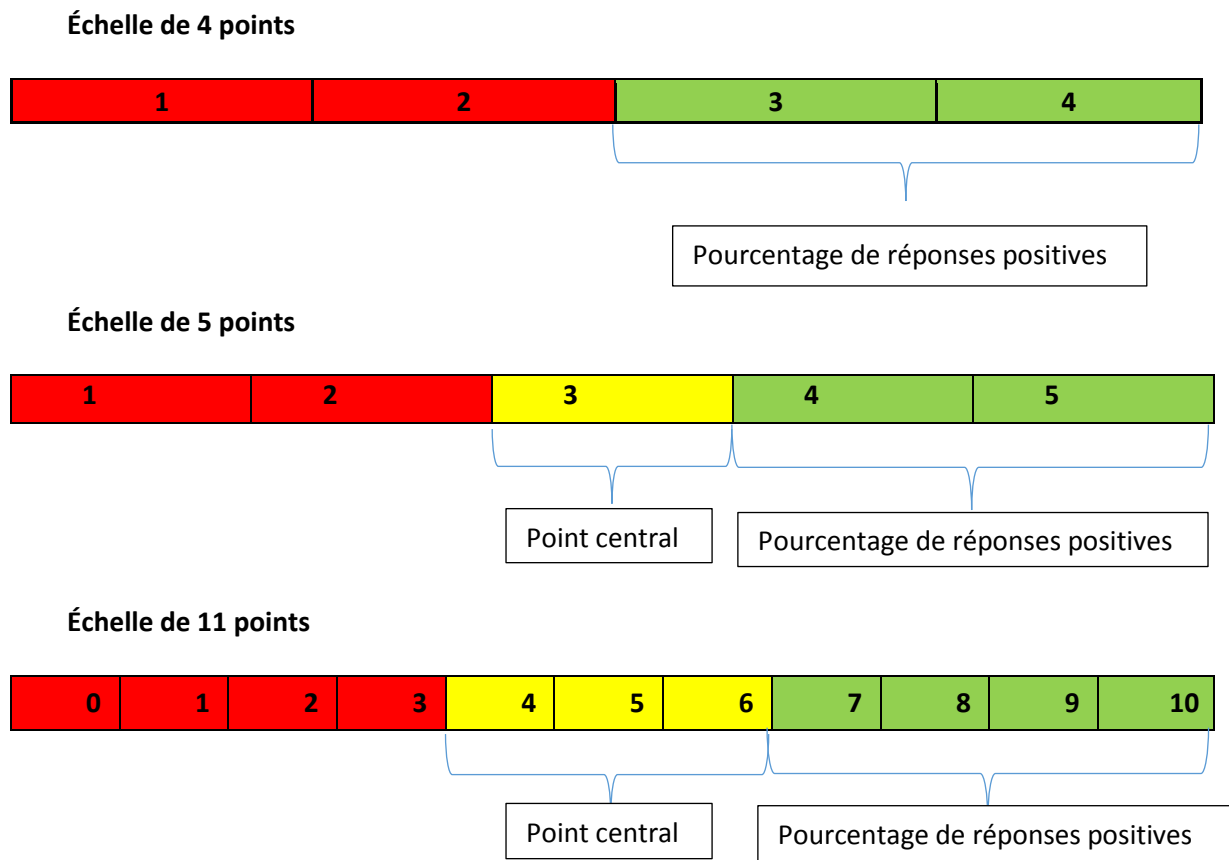 Échelle de 4 points
1 2 3 4
Pourcentage de réponses positives
Échelle de 5 points
1 2 3 4 5
Point central Pourcentage de réponses positives
Échelle de 11 points
0 1 2 3 4 5 6 7 8 9 10
Point central Pourcentage de réponses positives